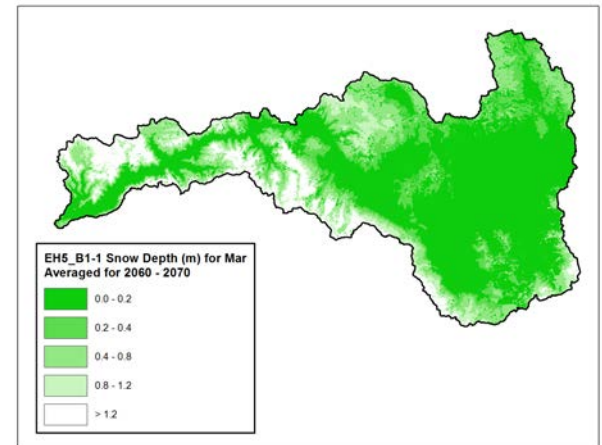 EH5_B1-1 Snow Depth (m) for Mar
Averaged for 2060 - 2070
0.0 - 0.2
0.2 - 0.4
0.4 - 0.8
0.8 - 1.2
> 1.2